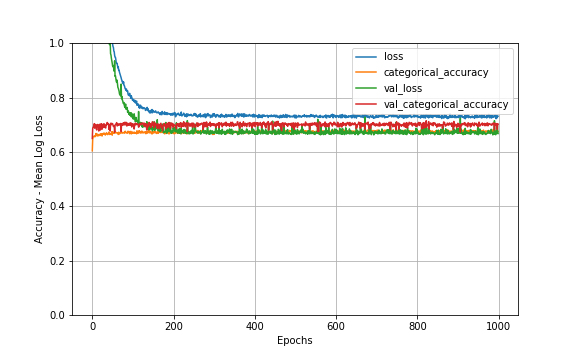 1.0
0.8
0.6
0.4
0.2
0.0
Accuracy - Mean Log Loss
loss
categorical_accuracy
val_loss
val_categorical_accuracy
0
200
400
600
800
1000
Epochs